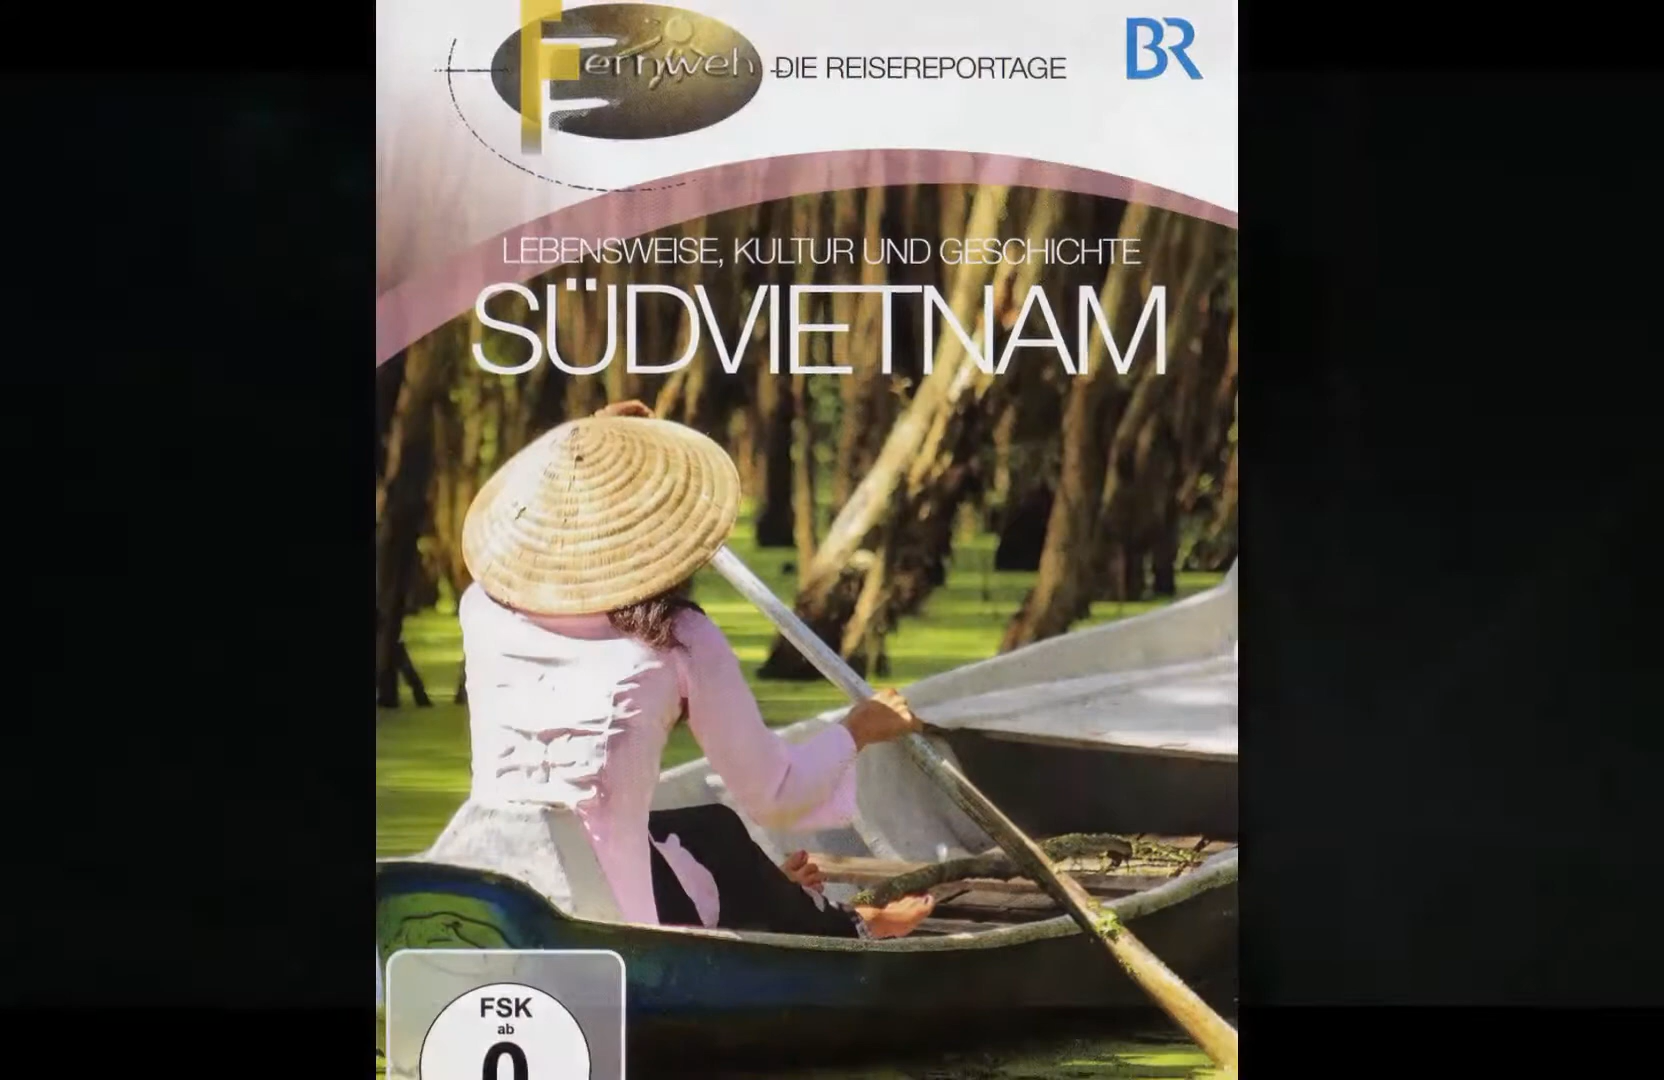 Fernweh DIE REISEREPORTAGE BR
LEBENSWEISE, KULTUR UND GESCHICHTE
SÜDVIETNAM
FSK
ab
0